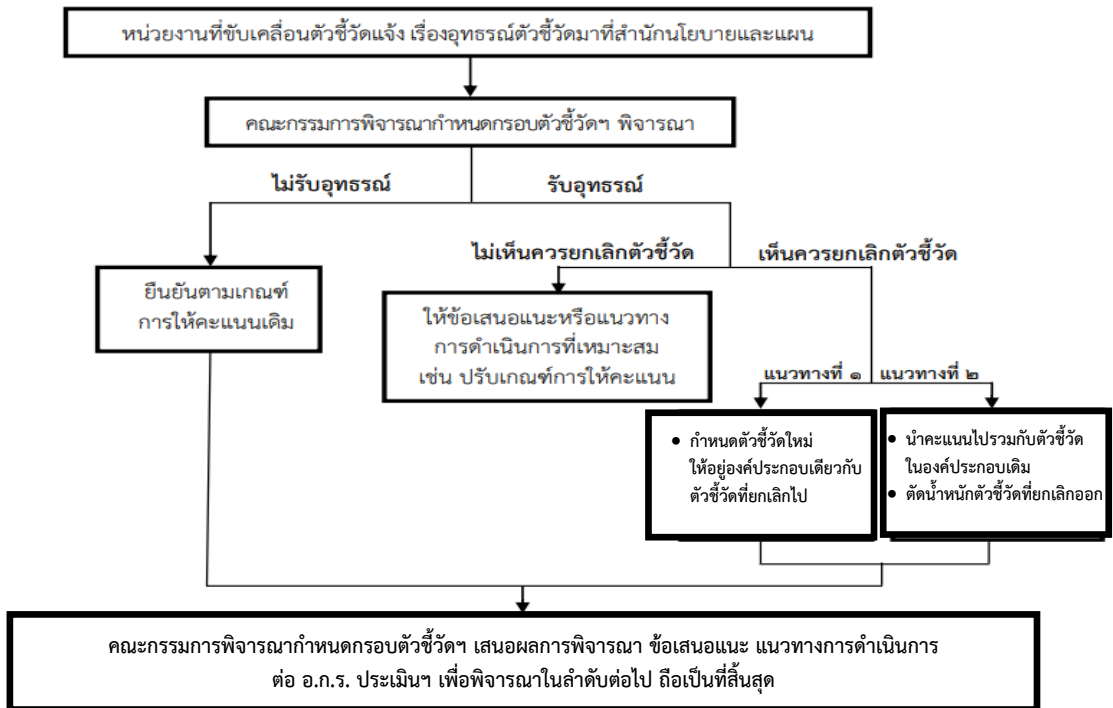 หน่วยงานที่ขับเคลื่อนตัวชี้วัดแจ้ง เรื่องอุทธรณ์ตัวชี้วัดมาที่สำนักนโยบายและแผน
คณะกรรมการพิจารณากำหนดกรอบตัวชี้วัดฯ พิจารณา
ไม่รับอุทธรณ์
รับอุทธรณ์
ไม่เห็นควรยกเลิกตัวชี้วัด
เห็นควรยกเลิกตัวชี้วัด
ยืนยันตามเกณฑ์
การให้คะแนนเดิม
ให้ข้อเสนอแนะหรือแนวทาง
การดำเนินการที่เหมาะสม
เช่น ปรับเกณฑ์การให้คะแนน
แนวทางที่ ๑
แนวทางที่ ๒
• กำหนดตัวชี้วัดใหม่
ให้อยู่องค์ประกอบเดียวกับ
ตัวชี้วัดที่ยกเลิกไป
• นำคะแนนไปรวมกับตัวชี้วัด
ในองค์ประกอบเดิม
• ตัดน้ำหนักตัวชี้วัดที่ยกเลิกออก
คณะกรรมการพิจารณากำหนดกรอบตัวชี้วัดฯ เสนอผลการพิจารณา ข้อเสนอแนะ แนวทางการดำเนินการ
ต่อ อ.ก.ร. ประเมินฯ เพื่อพิจารณาในลำดับต่อไป ถือเป็นที่สิ้นสุด